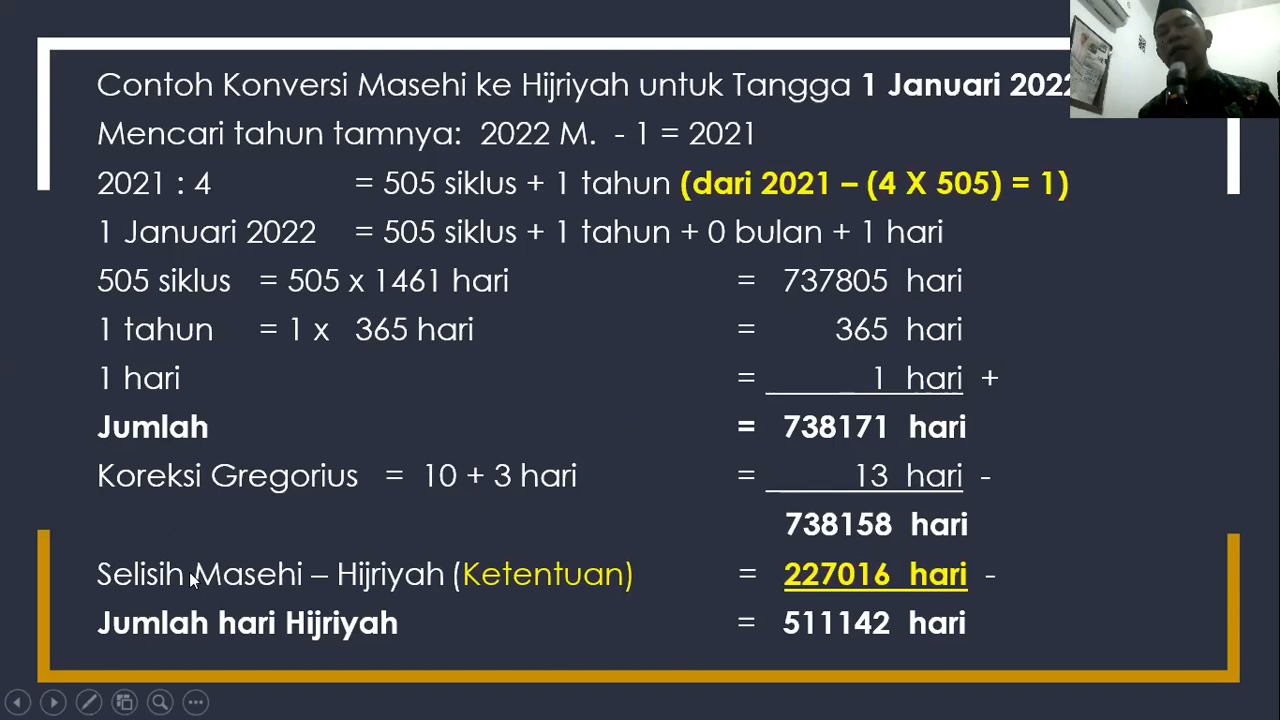 Contoh Konversi Masehi ke Hijriyah untuk Tangga 1 Januari 2022
Mencari tahun tamnya: 2022 M. - 1 = 2021
2021 : 4 = 505 siklus + 1 tahun (dari 2021 – (4 X 505) = 1)
1 Januari 2022 = 505 siklus + 1 tahun + 0 bulan + 1 hari
505 siklus = 505 x 1461 hari = 737805 hari
1 tahun = 1 x 365 hari = 365 hari
1 hari = 1 hari +
Jumlah = 738171 hari
Koreksi Gregorius = 10 + 3 hari = 13 hari -
738158 hari
Selisih Masehi – Hijriyah (Ketentuan) = 227016 hari -
Jumlah hari Hijriyah = 511142 hari